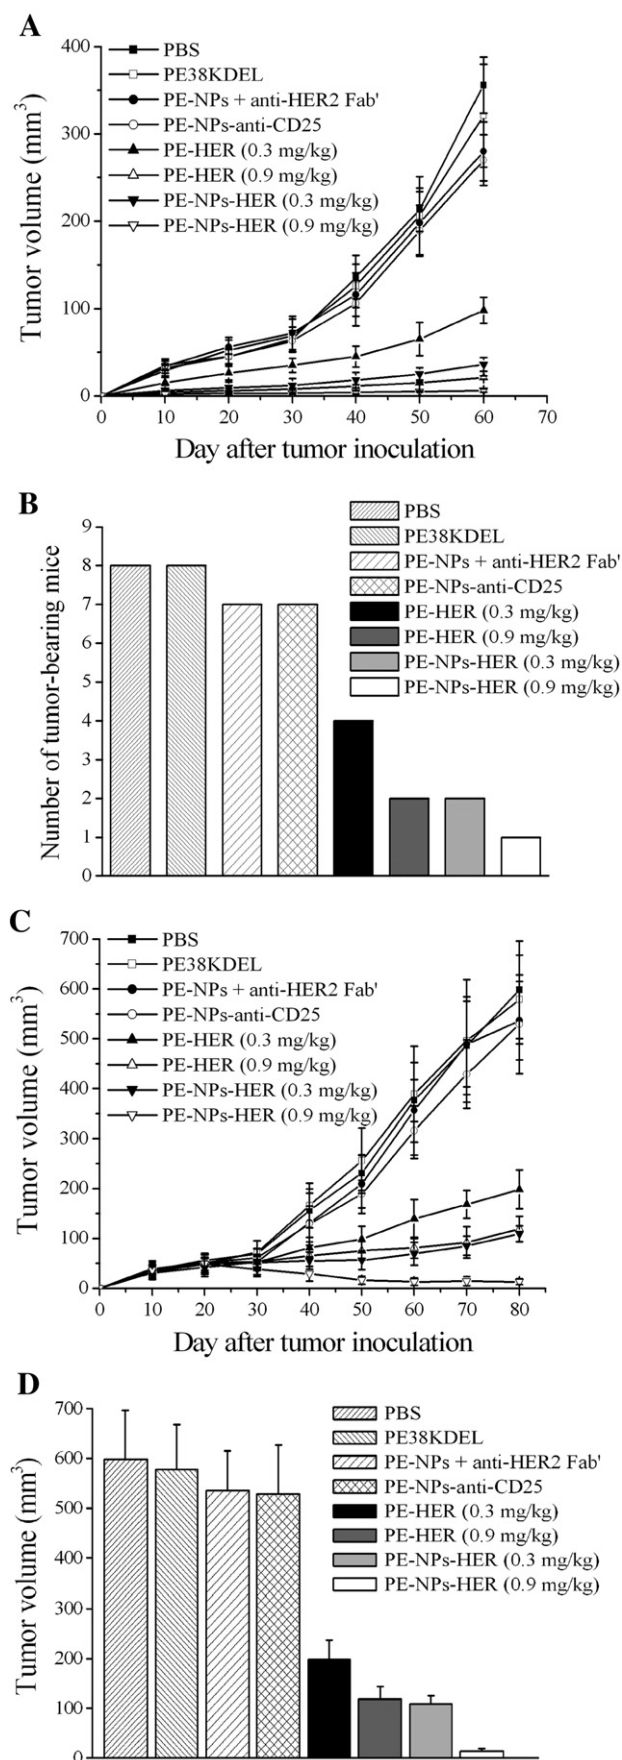 A
400
300
200
100
0
Tumor volume (mm³)
PBS
PE38KDEL
PE-NPs + anti-HER2 Fab'
PE-NPs-anti-CD25
PE-HER (0.3 mg/kg)
PE-HER (0.9 mg/kg)
PE-NPs-HER (0.3 mg/kg)
PE-NPs-HER (0.9 mg/kg)
0 10 20 30 40 50 60 70
Day after tumor inoculation
B
9
8
7
6
5
4
3
2
1
0
Number of tumor-bearing mice
PBS
PE38KDEL
PE-NPs + anti-HER2 Fab'
PE-NPs-anti-CD25
PE-HER (0.3 mg/kg)
PE-HER (0.9 mg/kg)
PE-NPs-HER (0.3 mg/kg)
PE-NPs-HER (0.9 mg/kg)
C
700
600
500
400
300
200
100
0
Tumor volume (mm³)
PBS
PE38KDEL
PE-NPs + anti-HER2 Fab'
PE-NPs-anti-CD25
PE-HER (0.3 mg/kg)
PE-HER (0.9 mg/kg)
PE-NPs-HER (0.3 mg/kg)
PE-NPs-HER (0.9 mg/kg)
0 10 20 30 40 50 60 70 80
Day after tumor inoculation
D
700
600
500
400
300
200
100
0
Tumor volume (mm³)
PBS
PE38KDEL
PE-NPs + anti-HER2 Fab'
PE-NPs-anti-CD25
PE-HER (0.3 mg/kg)
PE-HER (0.9 mg/kg)
PE-NPs-HER (0.3 mg/kg)
PE-NPs-HER (0.9 mg/kg)